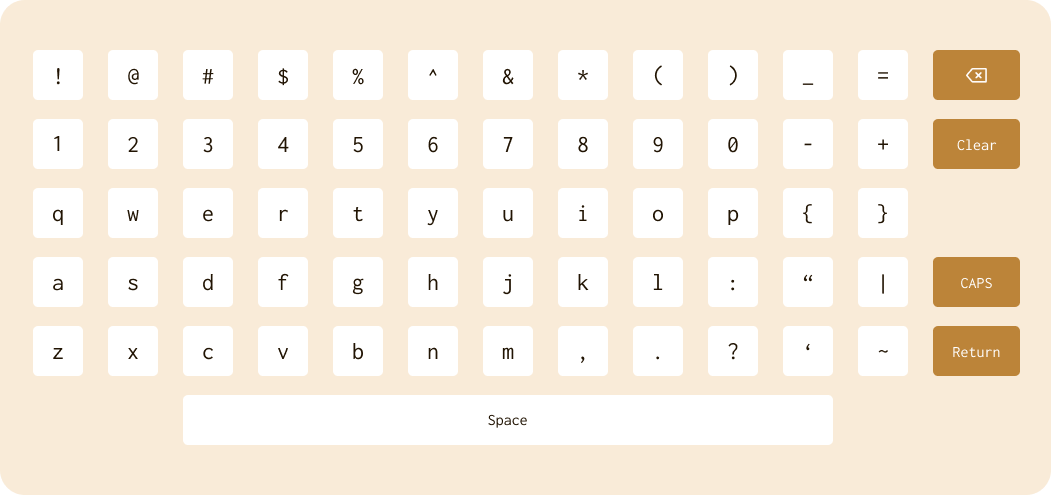 ! @ # $ % ^ & * ( ) _ =
1 2 3 4 5 6 7 8 9 0 - + Clear
q w e r t y u i o p { }
a s d f g h j k l : “ | CAPS
z x c v b n m , . ? ‘ ~ Return
Space